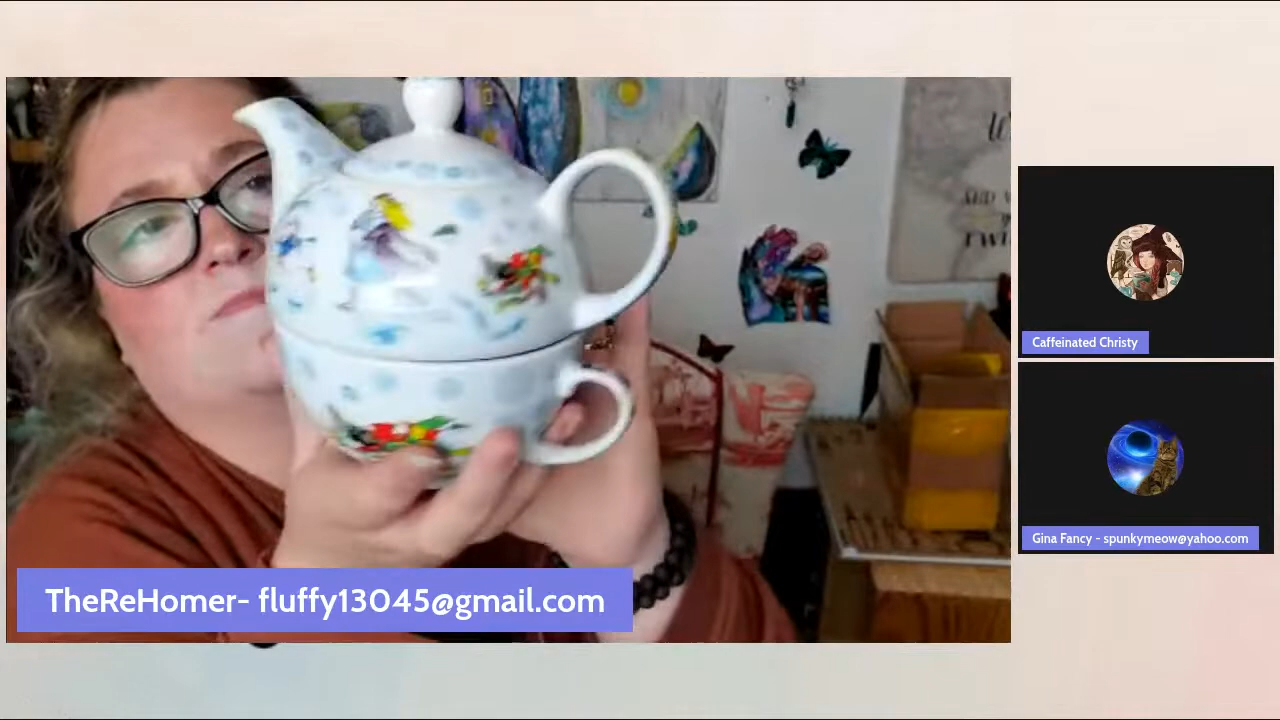 TheReHomer- fluffy13045@gmail.com
Caffeinated Christy
Gina Fancy - spunkymeow@yahoo.com